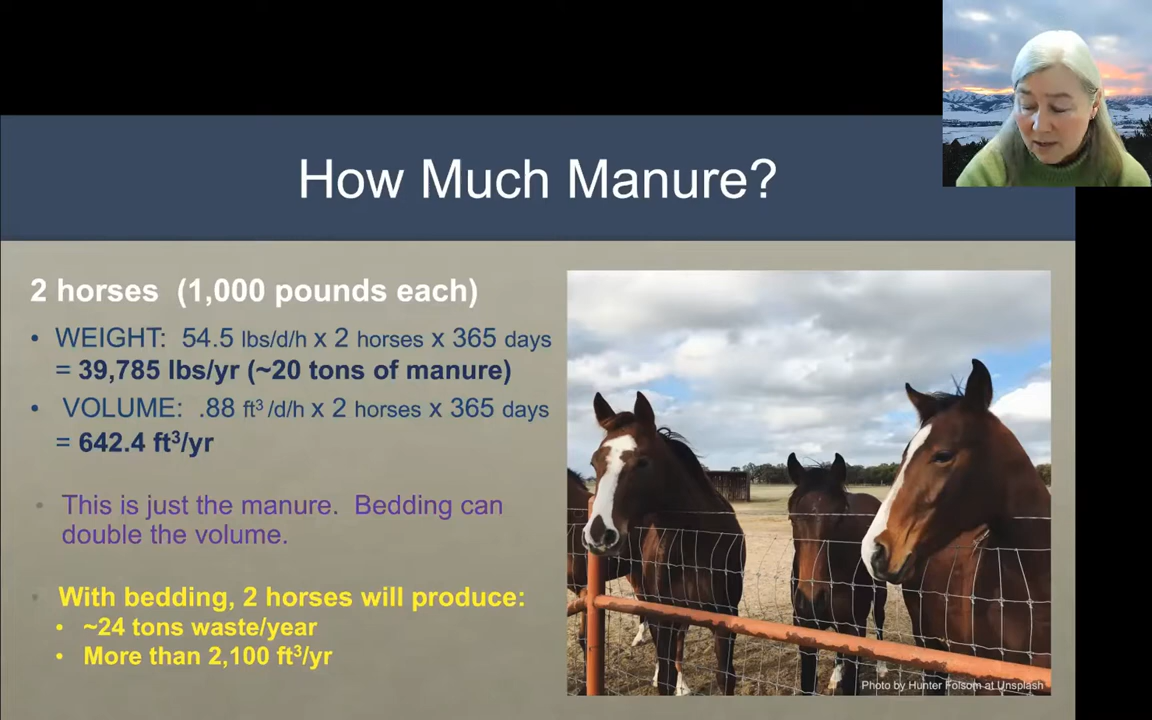 How Much Manure?
2 horses (1,000 pounds each)
• WEIGHT: 54.5 lbs/d/h x 2 horses x 365 days
= 39,785 lbs/yr (~20 tons of manure)
• VOLUME: .88 ft³ /d/h x 2 horses x 365 days
= 642.4 ft³/yr
• This is just the manure. Bedding can
double the volume.
• With bedding, 2 horses will produce:
• ~24 tons waste/year
• More than 2,100 ft³/yr
Photo by Hunter Folsom at Unsplash